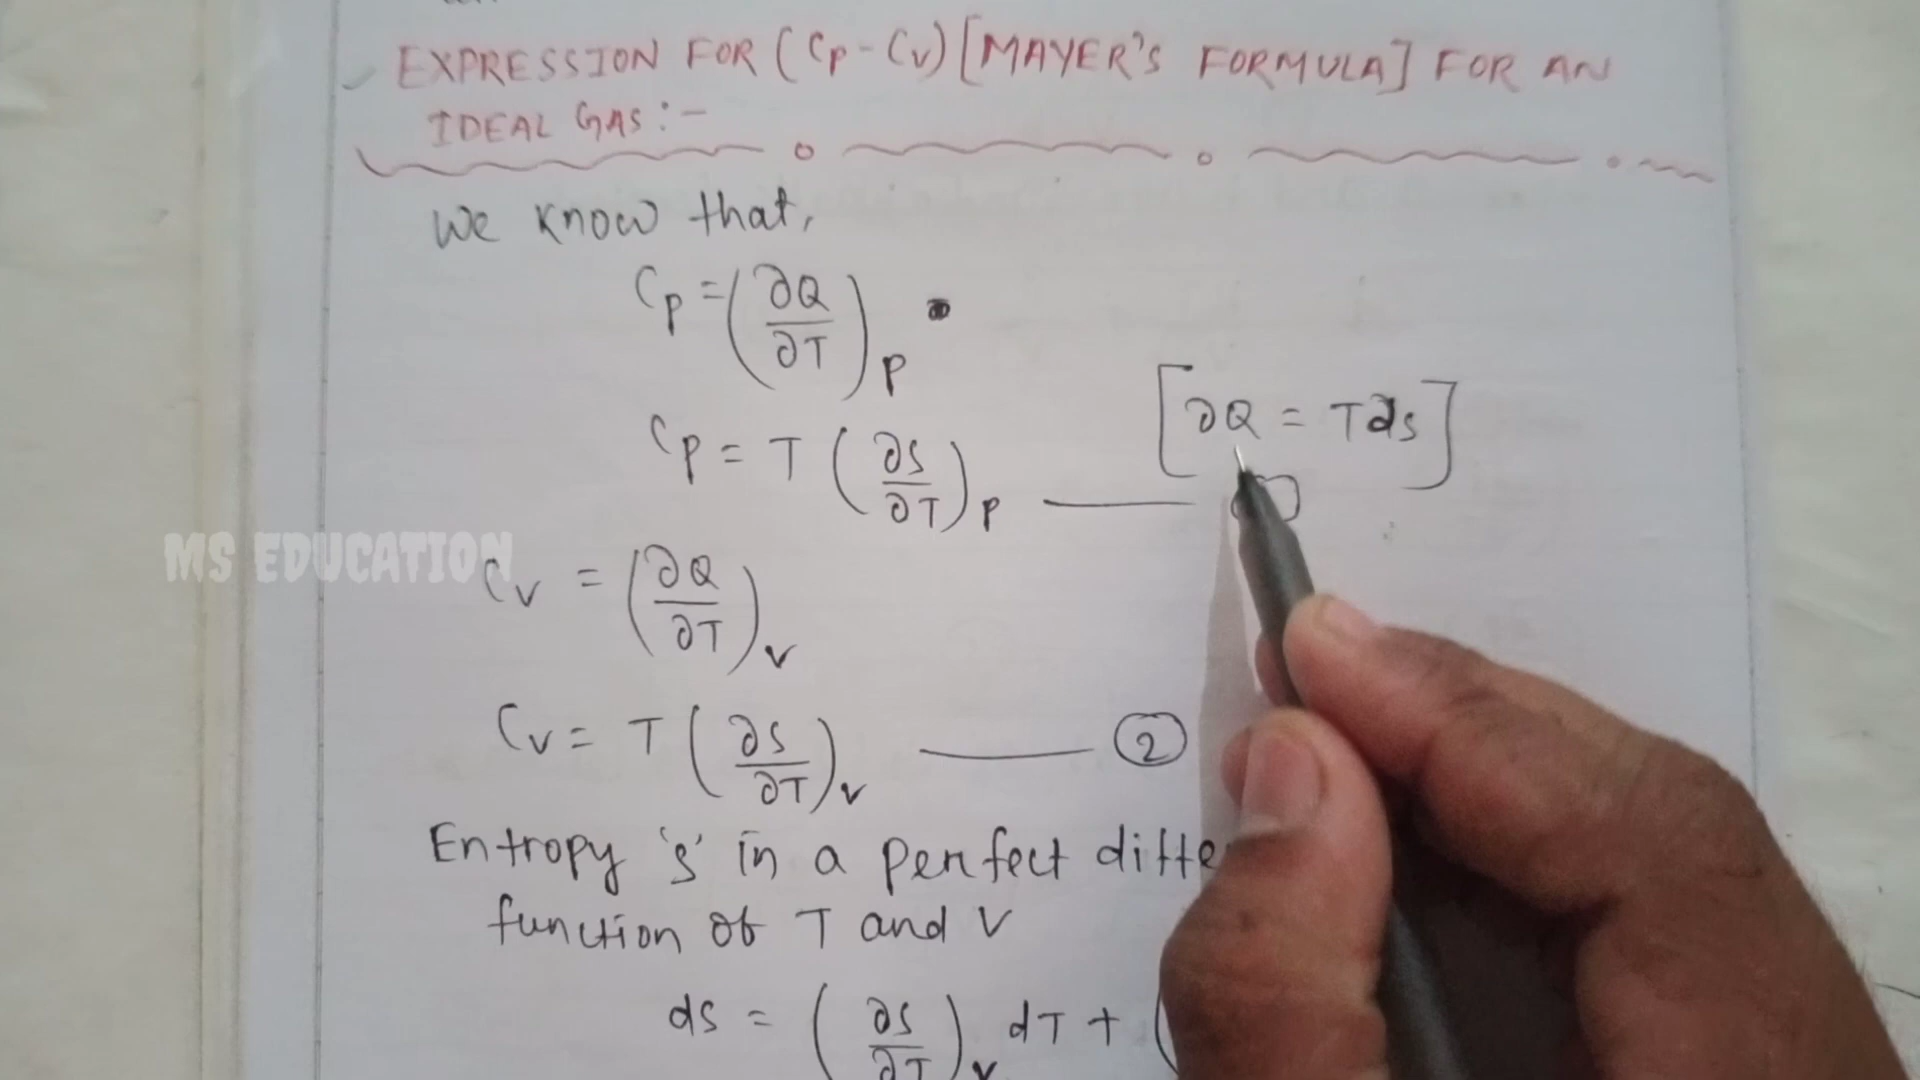 EXPRESSION FOR (Cp - Cv) [MAYER'S FORMULA] FOR AN
IDEAL GAS :-
We know that,
Cp = (∂Q/∂T)P
[∂Q = T∂s]
Cp = T (∂S/∂T)P
MS EDUCATION
Cv = (∂Q/∂T)v
Cv = T (∂S/∂T)v — ②
Entropy 'S' in a perfect diffe
function of T and V
ds = (∂S/∂T)v dT + (